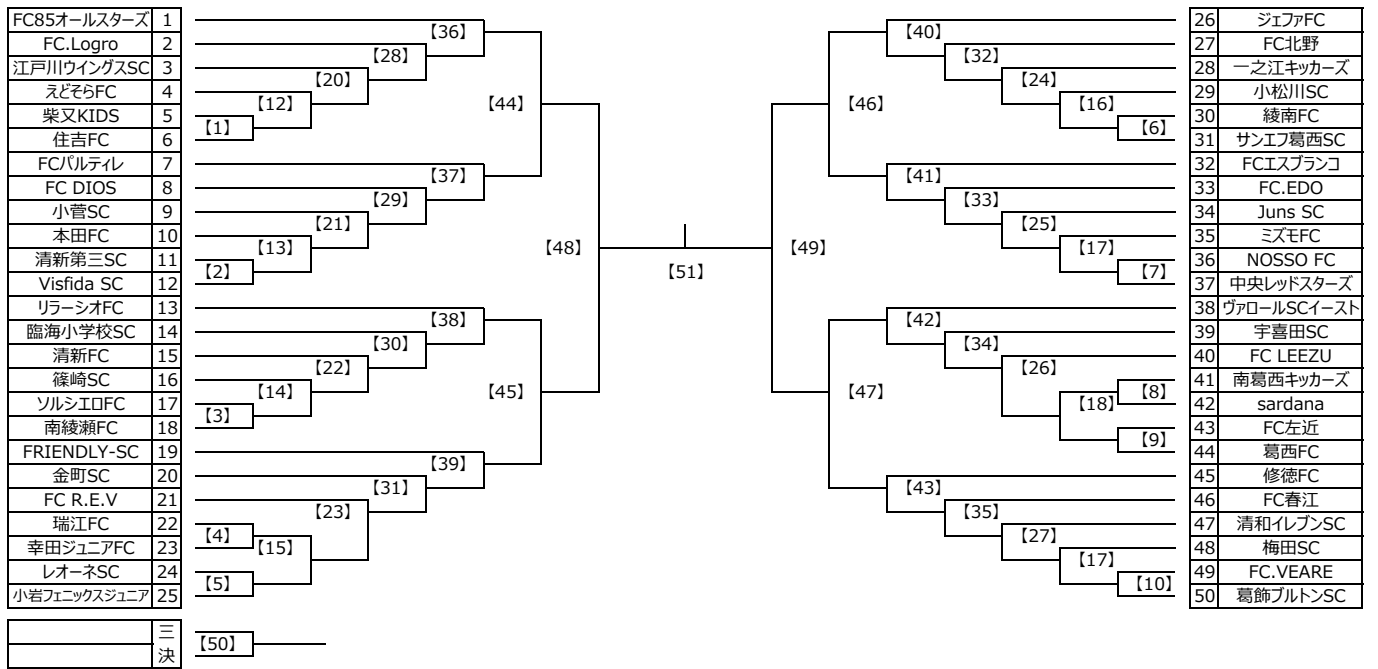 FC85オールスターズ 1
FC.Logro 2
江戸川ウイングスSC 3
えどそらFC 4
柴又KIDS 5
住吉FC 6
FCパルティレ 7
FC DIOS 8
小菅SC 9
本田FC 10
清新第三SC 11
Visfida SC 12
リラーシオFC 13
臨海小学校SC 14
清新FC 15
篠崎SC 16
ソルシエロFC 17
南綾瀬FC 18
FRIENDLY-SC 19
金町SC 20
FC R.E.V 21
瑞江FC 22
幸田ジュニアFC 23
レオーネSC 24
小岩フェニックスジュニア 25
三決
【36】
【28】
【20】
【12】
【1】
【44】
【37】
【29】
【21】
【13】
【2】
【48】
【38】
【30】
【22】
【14】
【3】
【45】
【39】
【31】
【23】
【4】
【15】
【5】
【50】
【51】
【40】
【32】
【24】
【16】
【6】
【46】
【41】
【33】
【25】
【17】
【7】
【49】
【42】
【34】
【26】
【8】
【18】
【9】
【47】
【43】
【35】
【27】
【17】
【10】
26 ジェファFC
27 FC北野
28 一之江キッカーズ
29 小松川SC
30 綾南FC
31 サンエフ葛西SC
32 FCエスブランコ
33 FC.EDO
34 Juns SC
35 ミズモFC
36 NOSSO FC
37 中央レッドスターズ
38 ヴァロールSCイースト
39 宇喜田SC
40 FC LEEZU
41 南葛西キッカーズ
42 sardana
43 FC左近
44 葛西FC
45 修徳FC
46 FC春江
47 清和イレブンSC
48 梅田SC
49 FC.VEARE
50 葛飾ブルトンSC